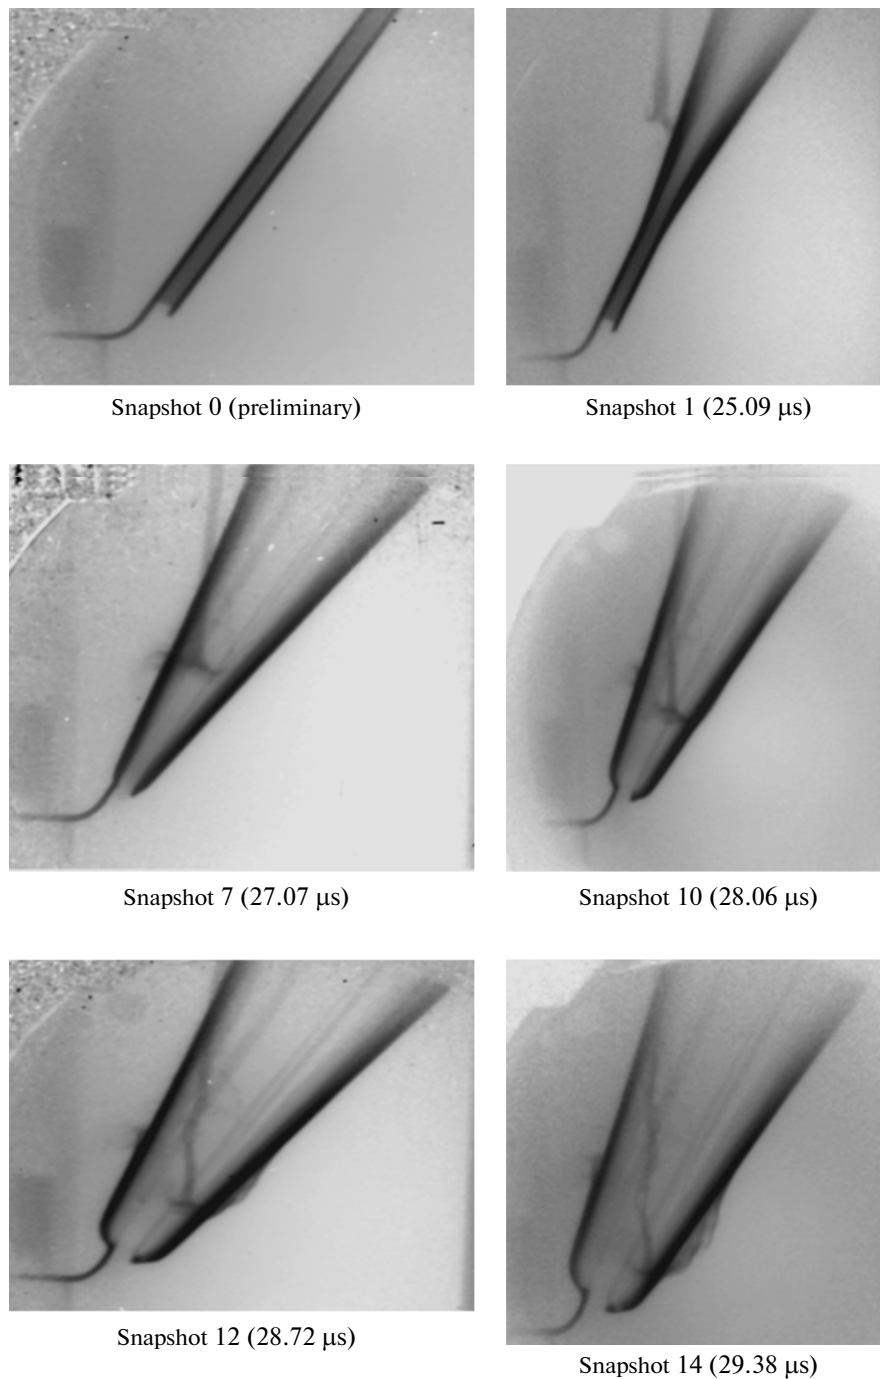 Snapshot 0 (preliminary)
Snapshot 1 (25.09 μs)
Snapshot 7 (27.07 μs)
Snapshot 10 (28.06 μs)
Snapshot 12 (28.72 μs)
Snapshot 14 (29.38 μs)